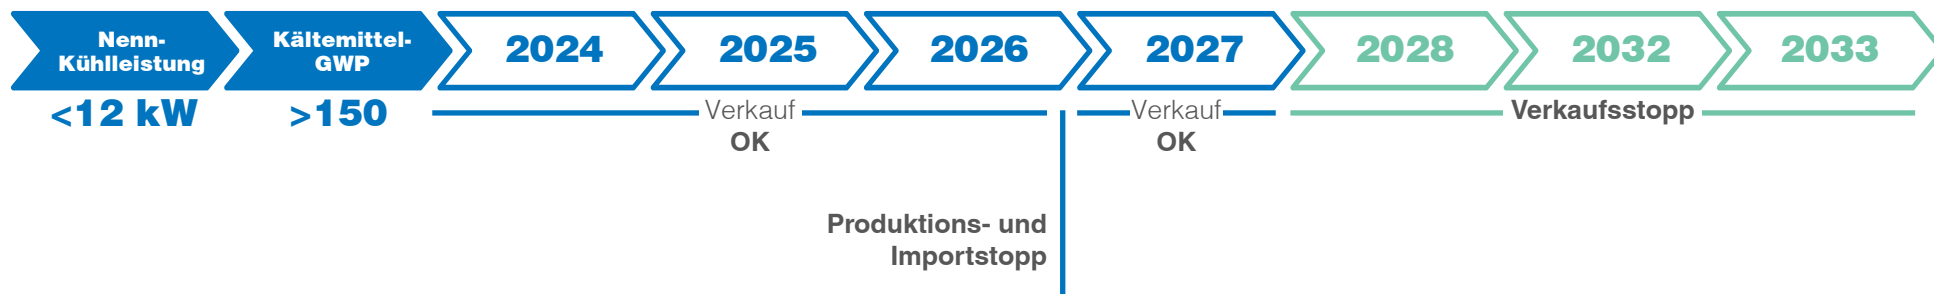 Nenn-
Kühlleistung
Kältemittel-
GWP
2024
2025
2026
2027
2028
2032
2033
<12 kW
>150
Verkauf
OK
Verkauf
OK
Verkaufsstopp
Produktions- und
Importstopp